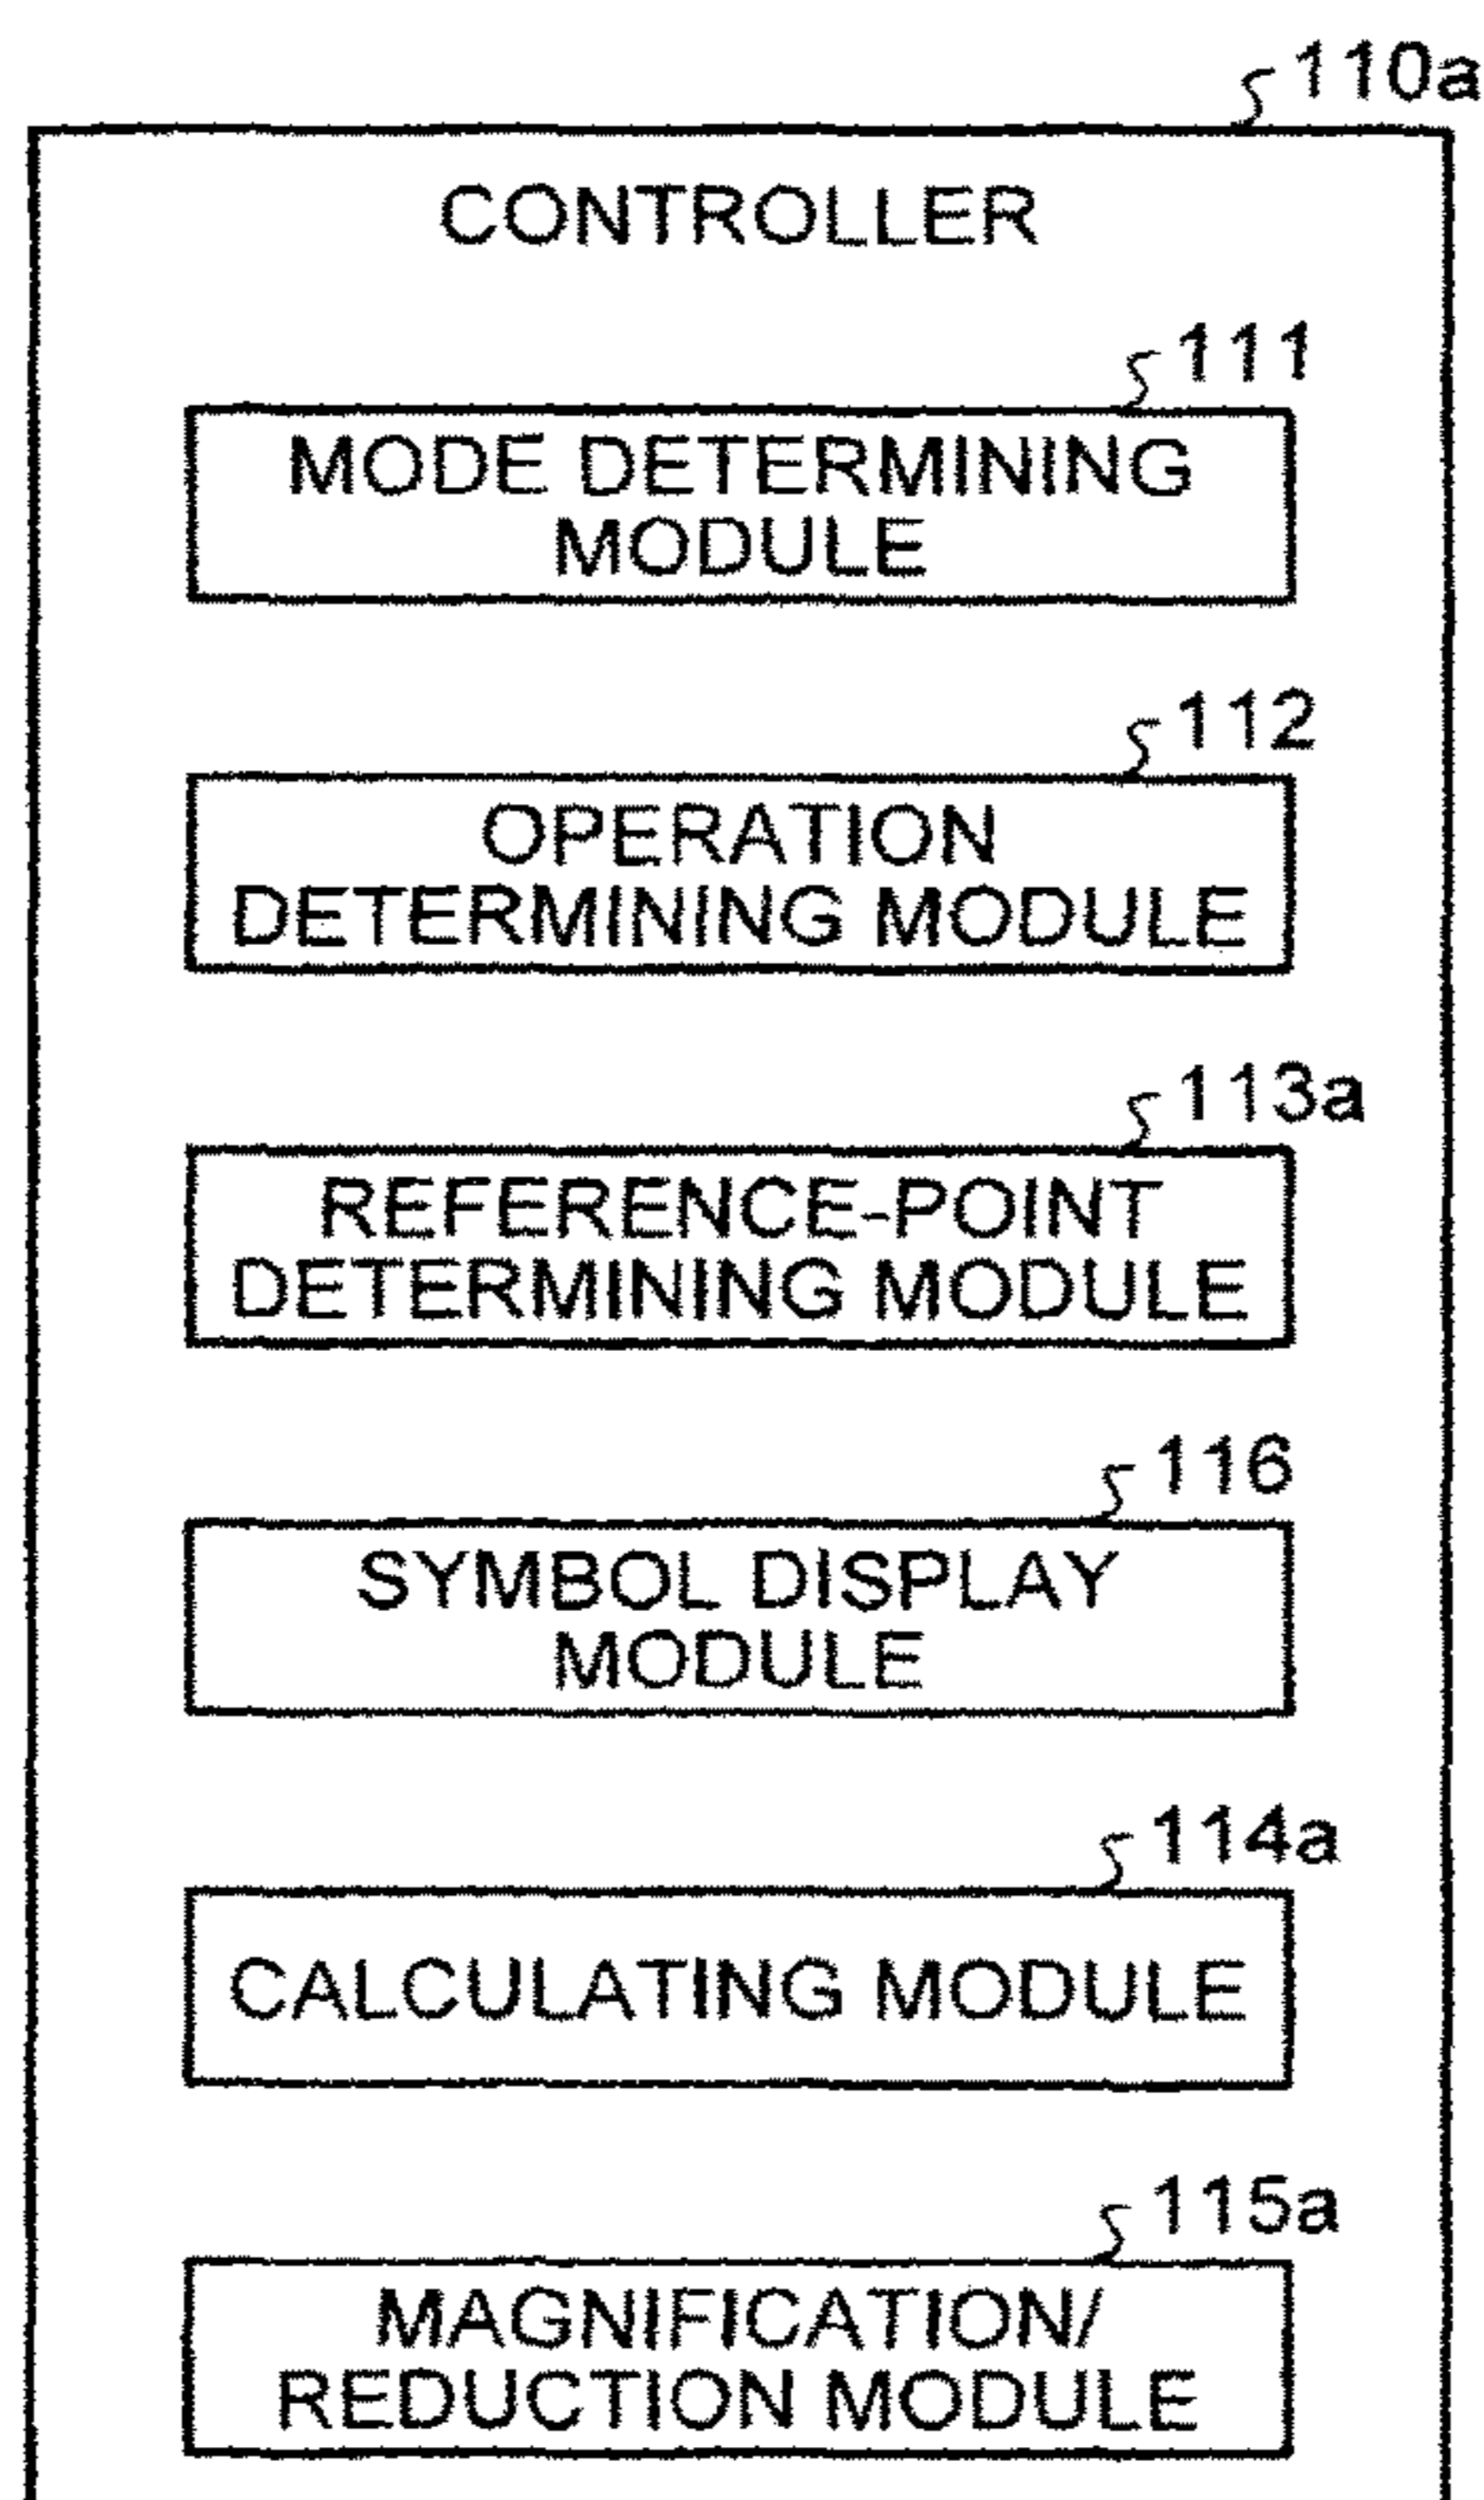 110a
CONTROLLER
111
MODE DETERMINING
MODULE
112
OPERATION
DETERMINING MODULE
113a
REFERENCE-POINT
DETERMINING MODULE
116
SYMBOL DISPLAY
MODULE
114a
CALCULATING MODULE
115a
MAGNIFICATION/
REDUCTION MODULE